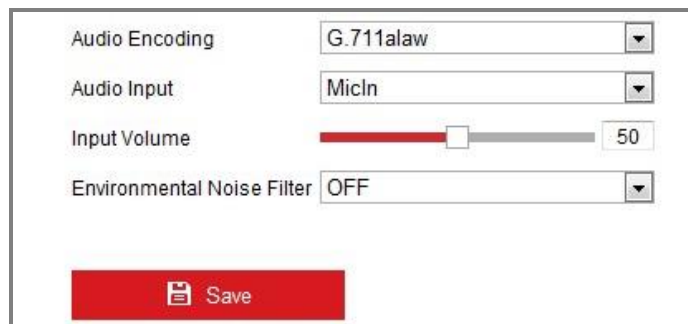 Audio Encoding G.711alaw
Audio Input MicIn
Input Volume 50
Environmental Noise Filter OFF
Save